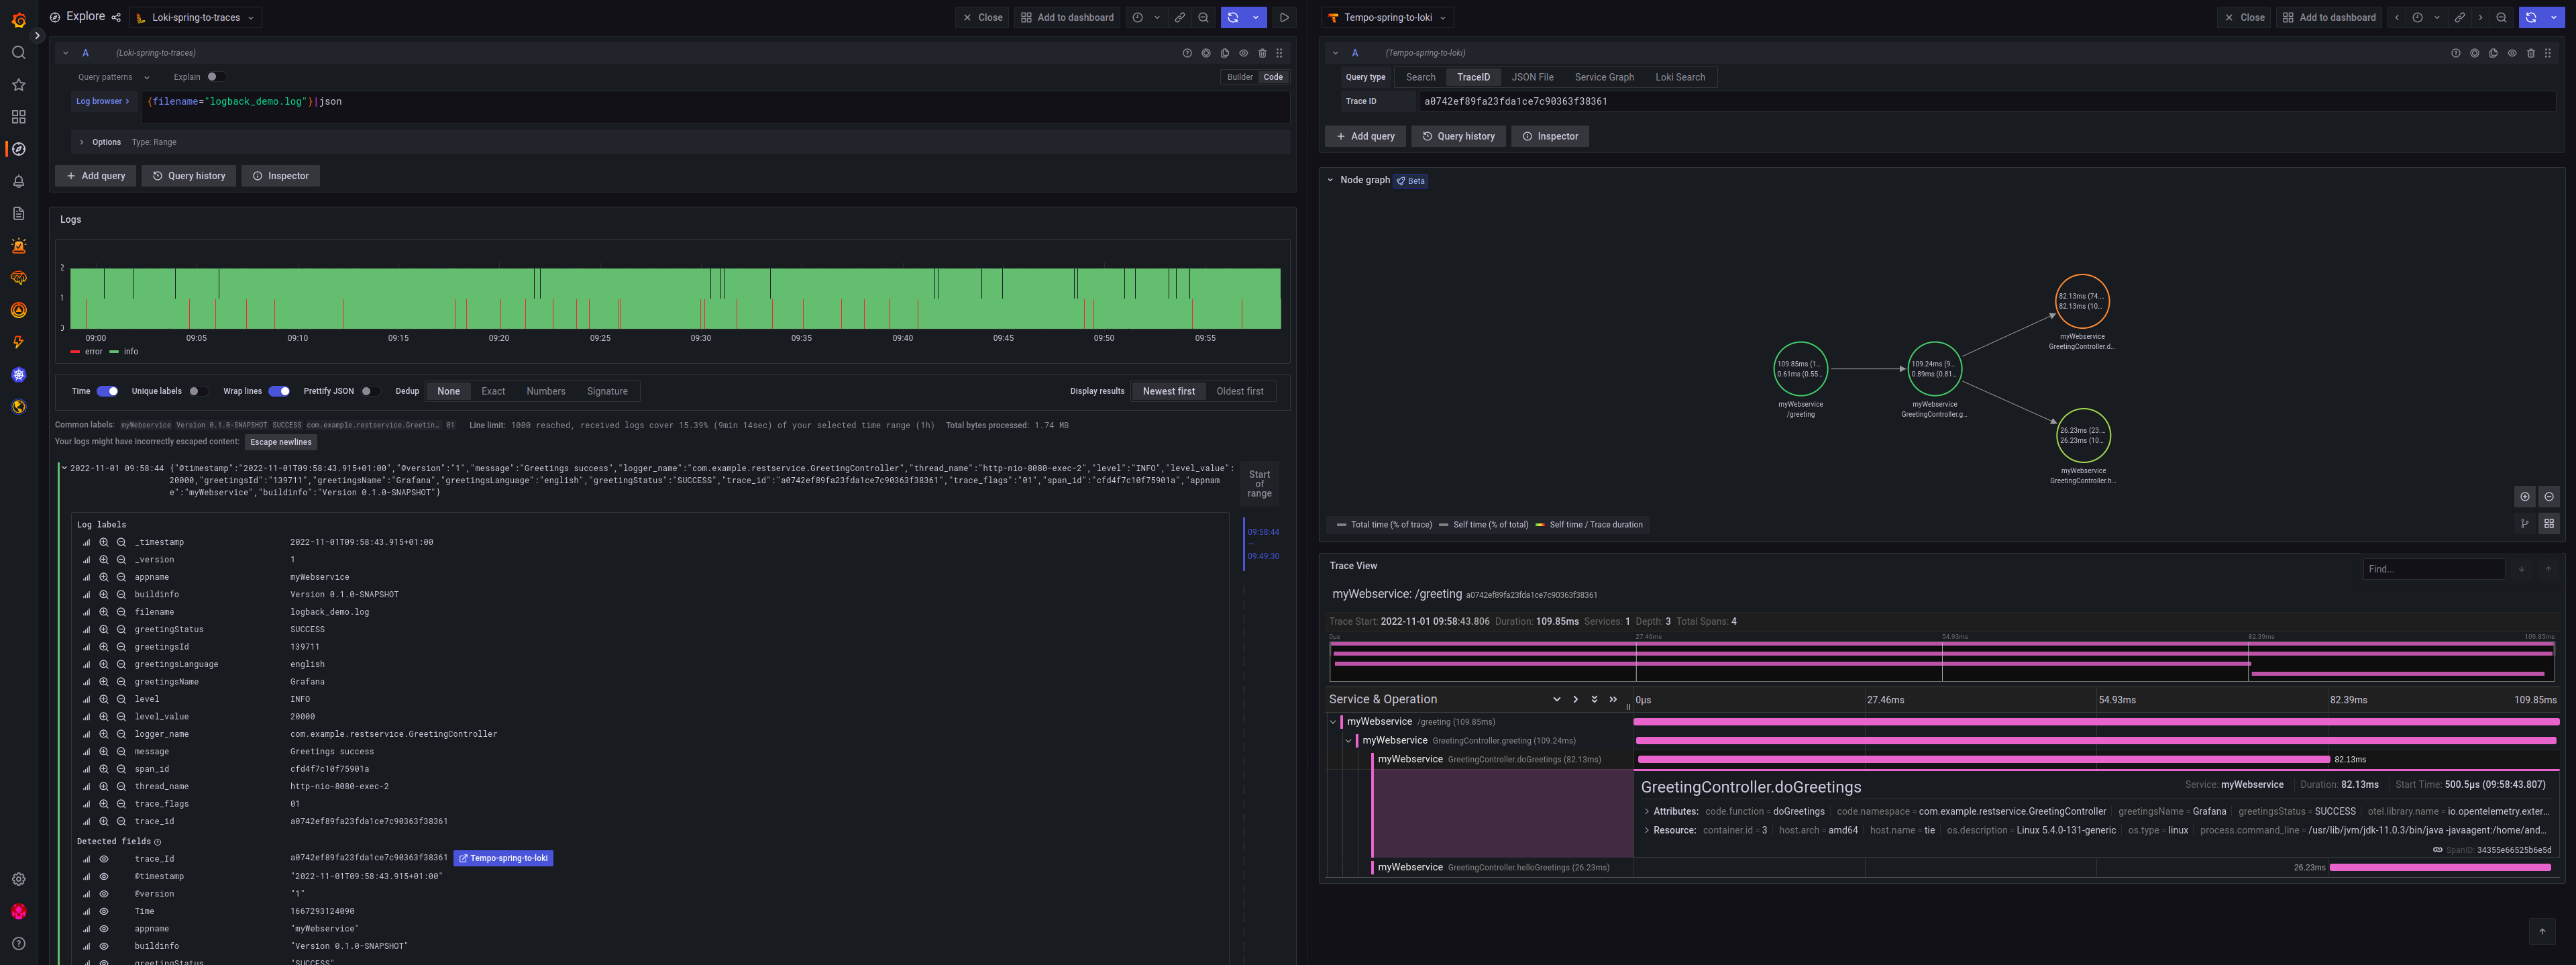 Explore
Loki-spring-to-traces
Close
Add to dashboard
A
(Loki-spring-to-traces)
Query patterns
Explain
Builder
Code
Log browser
{filename="logback_demo.log"}|json
Options
Type: Range
Add query
Query history
Inspector
Logs
2
1
0
09:00
09:05
09:10
09:15
09:20
09:25
09:30
09:35
09:40
09:45
09:50
09:55
error
info
Time
Unique labels
Wrap lines
Prettify JSON
Dedup
None
Exact
Numbers
Signature
Display results
Newest first
Oldest first
Common labels: myWebservice Version 0.1.0-SNAPSHOT SUCCESS com.example.restservice.Greetin… 01 Line limit: 1000 reached, received logs cover 15.39% (9min 14sec) of your selected time range (1h) Total bytes processed: 1.74 MB
Your logs might have incorrectly escaped content:
Escape newlines
2022-11-01 09:58:44 {"@timestamp":"2022-11-01T09:58:43.915+01:00","@version":"1","message":"Greetings success","logger_name":"com.example.restservice.GreetingController","thread_name":"http-nio-8080-exec-2","level":"INFO","level_value":
20000,"greetingsId":"139711","greetingsName":"Grafana","greetingsLanguage":"english","greetingStatus":"SUCCESS","trace_id":"a0742ef89fa23fda1ce7c90363f38361","trace_flags":"01","span_id":"cfd4f7c10f75901a","appnam
e":"myWebservice","buildinfo":"Version 0.1.0-SNAPSHOT"}
Start
of
range
09:58:44
—
09:49:30
Log labels
_timestamp 2022-11-01T09:58:43.915+01:00
_version 1
appname myWebservice
buildinfo Version 0.1.0-SNAPSHOT
filename logback_demo.log
greetingStatus SUCCESS
greetingsId 139711
greetingsLanguage english
greetingsName Grafana
level INFO
level_value 20000
logger_name com.example.restservice.GreetingController
message Greetings success
span_id cfd4f7c10f75901a
thread_name http-nio-8080-exec-2
trace_flags 01
trace_id a0742ef89fa23fda1ce7c90363f38361
Detected fields
trace_Id a0742ef89fa23fda1ce7c90363f38361 Tempo-spring-to-loki
@timestamp "2022-11-01T09:58:43.915+01:00"
@version "1"
Time 1667293124090
appname "myWebservice"
buildinfo "Version 0.1.0-SNAPSHOT"
greetingStatus "SUCCESS"
Tempo-spring-to-loki
Close
Add to dashboard
A
(Tempo-spring-to-loki)
Query type
Search
TraceID
JSON File
Service Graph
Loki Search
Trace ID
a0742ef89fa23fda1ce7c90363f38361
Add query
Query history
Inspector
Node graph
Beta
82.13ms (74…
82.13ms (10…
myWebservice
GreetingController.d…
109.85ms (1…
0.61ms (0.55…
myWebservice
/greeting
109.24ms (9…
0.89ms (0.81…
myWebservice
GreetingController.g…
26.23ms (23…
26.23ms (10…
myWebservice
GreetingController.h…
Total time (% of trace)
Self time (% of total)
Self time / Trace duration
Trace View
Find...
myWebservice: /greeting a0742ef89fa23fda1ce7c90363f38361
Trace Start: 2022-11-01 09:58:43.806 Duration: 109.85ms Services: 1 Depth: 3 Total Spans: 4
0μs
27.46ms
54.93ms
82.39ms
109.85ms
Service & Operation
0μs
27.46ms
54.93ms
82.39ms
109.85ms
myWebservice /greeting (109.85ms)
myWebservice GreetingController.greeting (109.24ms)
myWebservice GreetingController.doGreetings (82.13ms)
82.13ms
GreetingController.doGreetings
Service: myWebservice
Duration: 82.13ms
Start Time: 500.5μs (09:58:43.807)
Attributes: code.function = doGreetings code.namespace = com.example.restservice.GreetingController greetingsName = Grafana greetingStatus = SUCCESS otel.library.name = io.opentelemetry.exter…
Resource: container.id = 3 host.arch = amd64 host.name = tie os.description = Linux 5.4.0-131-generic os.type = linux process.command_line = /usr/lib/jvm/jdk-11.0.3/bin/java -javaagent:/home/and…
SpanID: 34355e66525b6e5d
myWebservice GreetingController.helloGreetings (26.23ms)
26.23ms